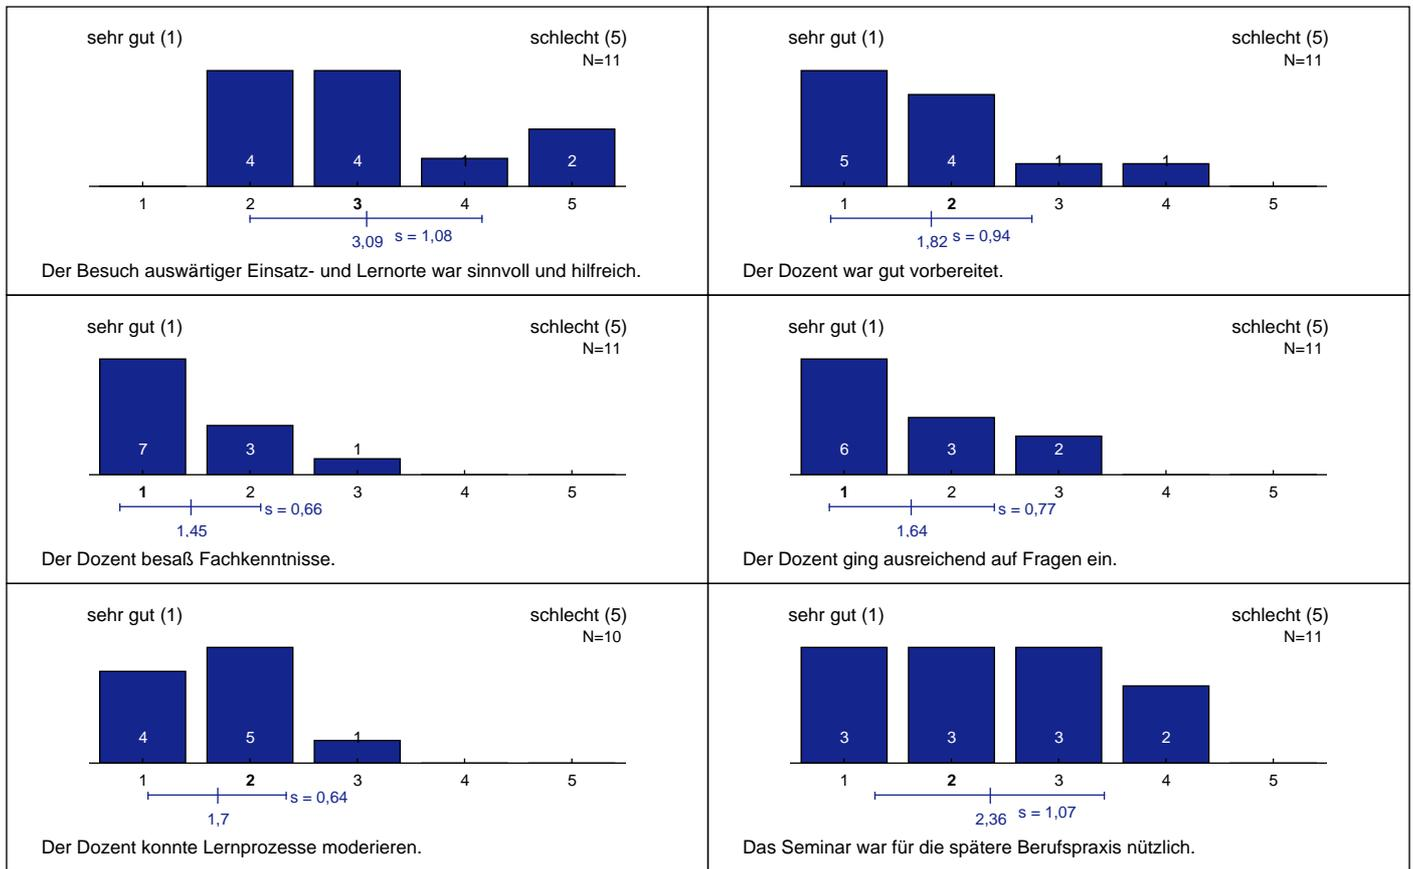 sehr gut (1) schlecht (5)
N=11
4 4 1 2
1 2 3 4 5
3,09 s = 1,08
Der Besuch auswärtiger Einsatz- und Lernorte war sinnvoll und hilfreich.
sehr gut (1) schlecht (5)
N=11
5 4 1 1
1 2 3 4 5
1,82 s = 0,94
Der Dozent war gut vorbereitet.
sehr gut (1) schlecht (5)
N=11
7 3 1
1 2 3 4 5
s = 0,66
1,45
Der Dozent besaß Fachkenntnisse.
sehr gut (1) schlecht (5)
N=11
6 3 2
1 2 3 4 5
s = 0,77
1,64
Der Dozent ging ausreichend auf Fragen ein.
sehr gut (1) schlecht (5)
N=10
4 5 1
1 2 3 4 5
s = 0,64
1,7
Der Dozent konnte Lernprozesse moderieren.
sehr gut (1) schlecht (5)
N=11
3 3 3 2
1 2 3 4 5
2,36 s = 1,07
Das Seminar war für die spätere Berufspraxis nützlich.